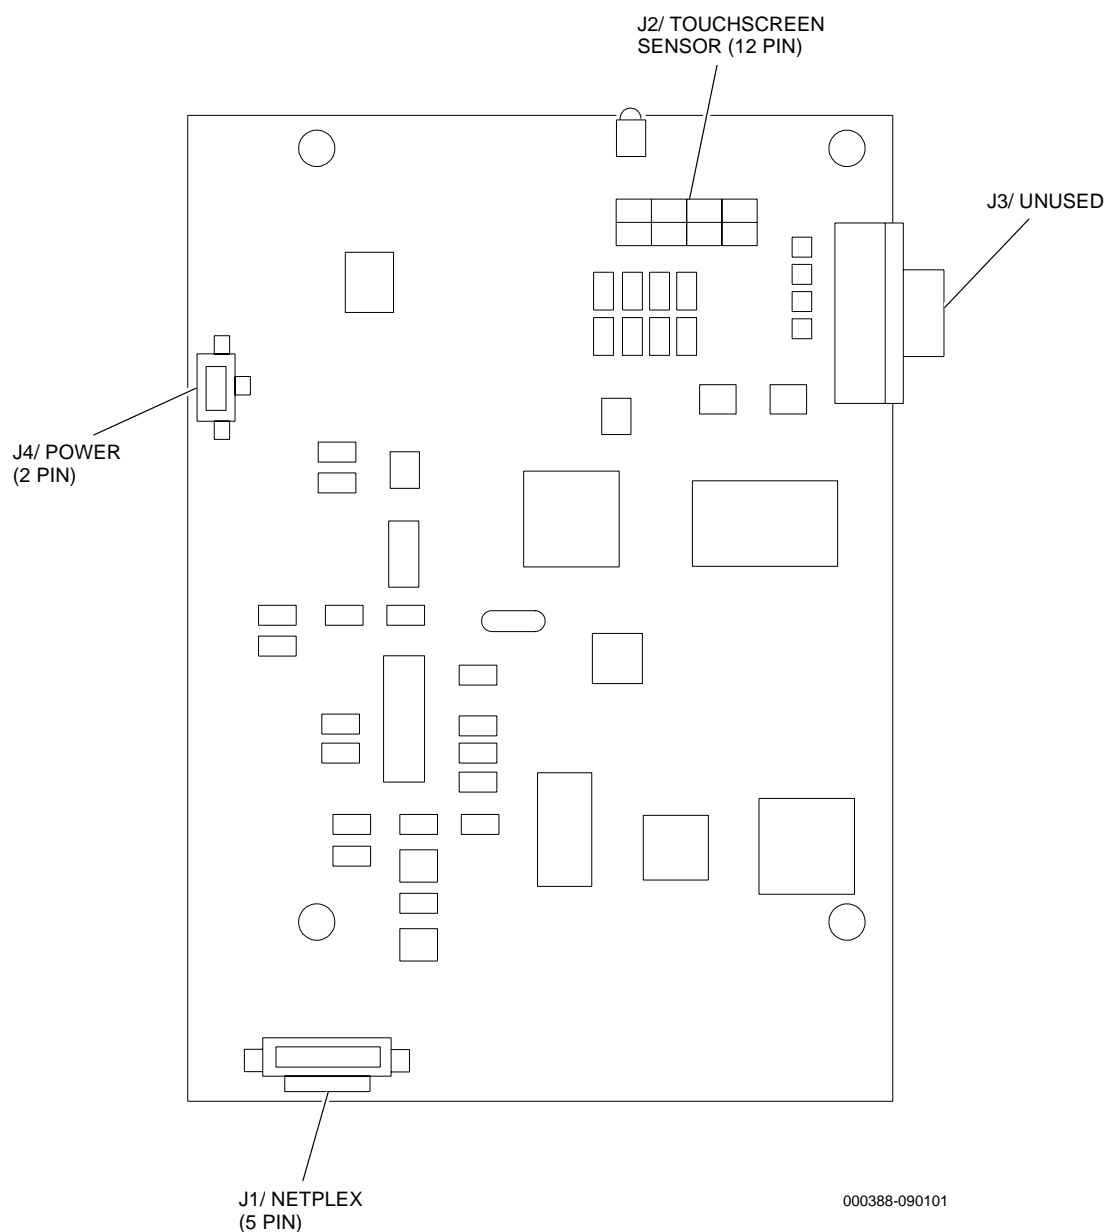 J2/ TOUCHSCREEN
SENSOR (12 PIN)
J3/ UNUSED
J4/ POWER
(2 PIN)
J1/ NETPLEX
(5 PIN)
000388-090101